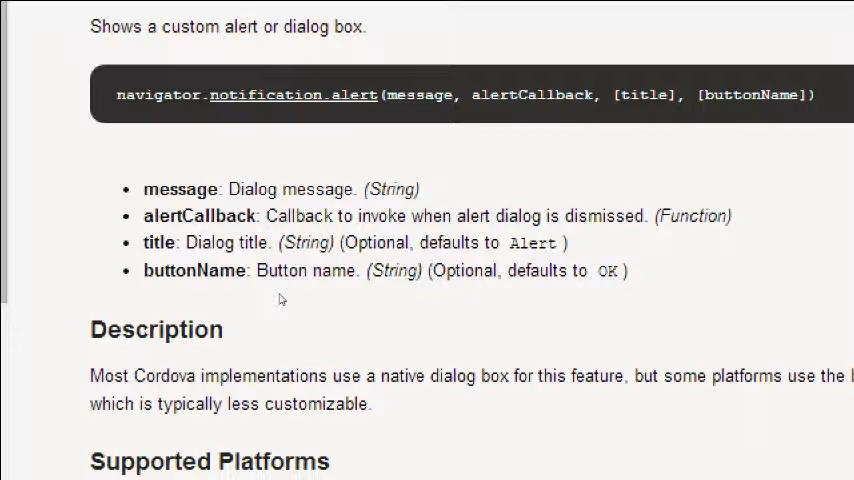 Shows a custom alert or dialog box.
navigator.notification.alert(message, alertCallback, [title], [buttonName])
• message: Dialog message. (String)
• alertCallback: Callback to invoke when alert dialog is dismissed. (Function)
• title: Dialog title. (String) (Optional, defaults to Alert )
• buttonName: Button name. (String) (Optional, defaults to OK )
Description
Most Cordova implementations use a native dialog box for this feature, but some platforms use the
which is typically less customizable.
Supported Platforms